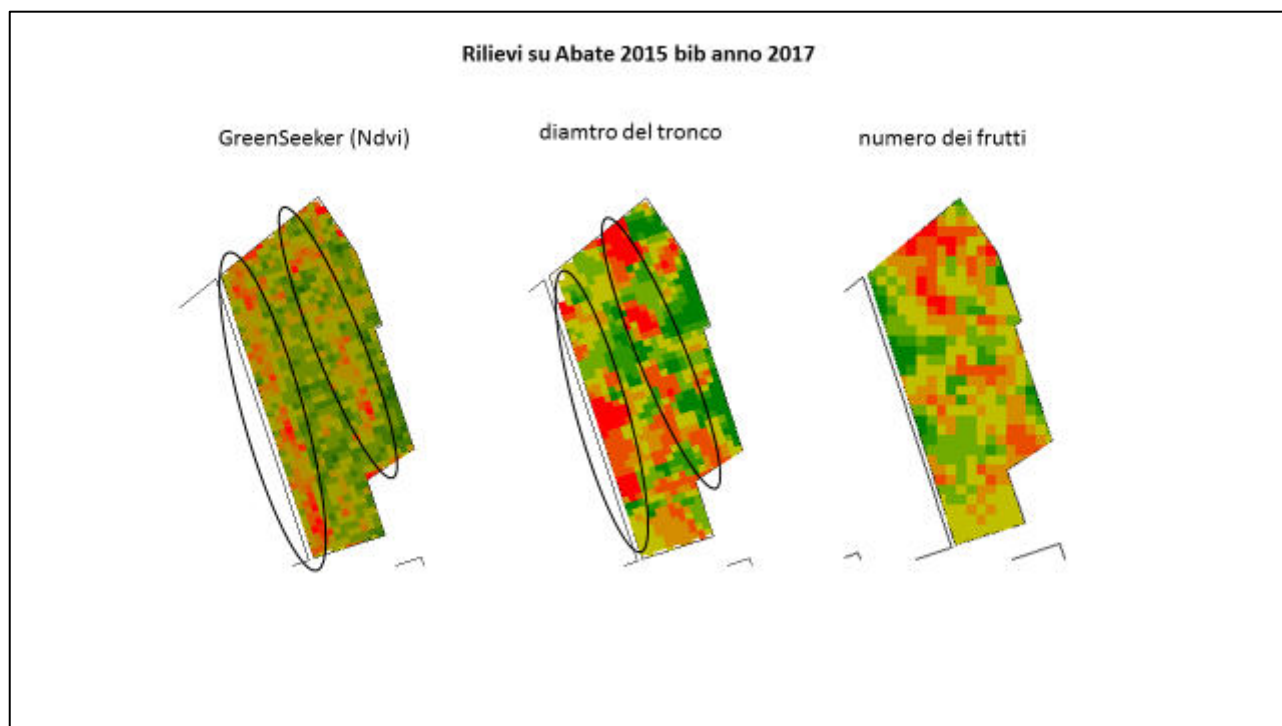 Rilievi su Abate 2015 bib anno 2017
GreenSeeker (Ndvi)
diamtro del tronco
numero dei frutti